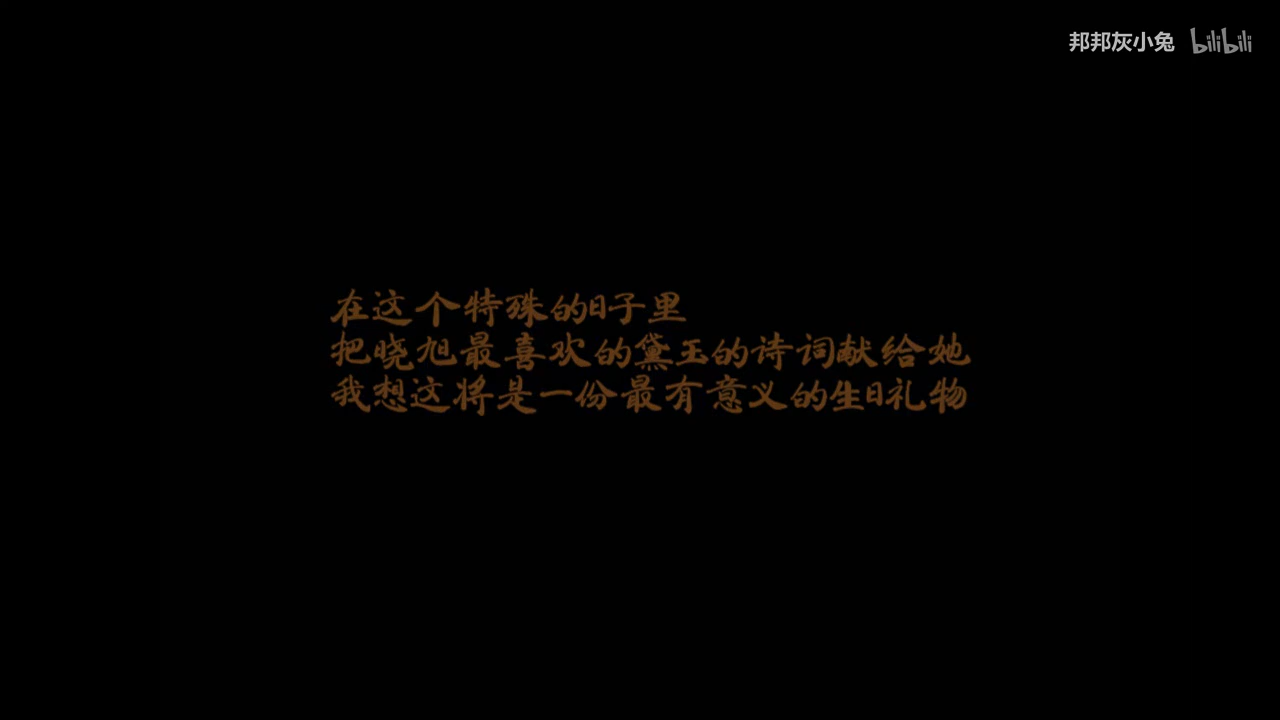 邦邦灰小兔 bilibili
在这个特殊的日子里
把晓旭最喜欢的黛玉的诗词献给她
我想这将是一份最有意义的生日礼物